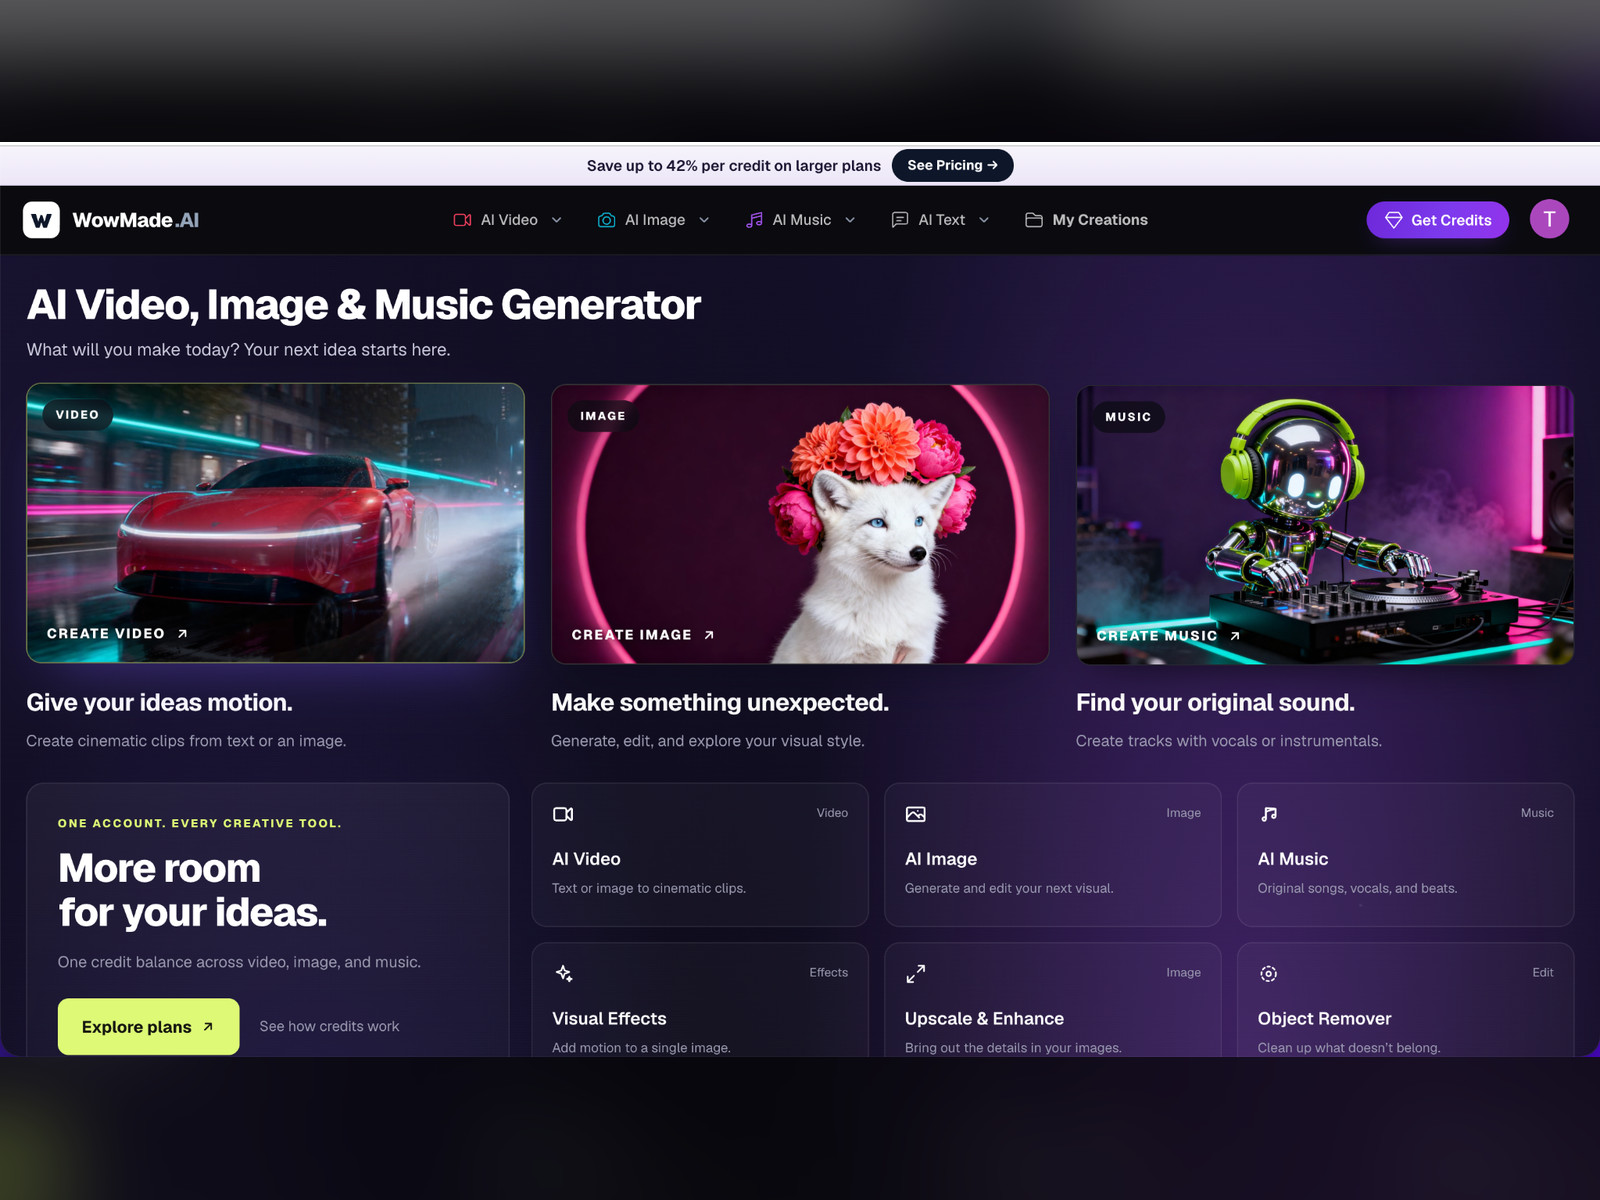 Save up to 42% per credit on larger plans See Pricing →
W WowMade.AI AI Video AI Image AI Music AI Text My Creations Get Credits T
AI Video, Image & Music Generator
What will you make today? Your next idea starts here.
VIDEO
CREATE VIDEO ↗
Give your ideas motion.
Create cinematic clips from text or an image.
IMAGE
CREATE IMAGE ↗
Make something unexpected.
Generate, edit, and explore your visual style.
MUSIC
CREATE MUSIC ↗
Find your original sound.
Create tracks with vocals or instrumentals.
ONE ACCOUNT. EVERY CREATIVE TOOL.
More room
for your ideas.
One credit balance across video, image, and music.
Explore plans ↗ See how credits work
Video
AI Video
Text or image to cinematic clips.
Image
AI Image
Generate and edit your next visual.
Music
AI Music
Original songs, vocals, and beats.
Effects
Visual Effects
Add motion to a single image.
Image
Upscale & Enhance
Bring out the details in your images.
Edit
Object Remover
Clean up what doesn't belong.